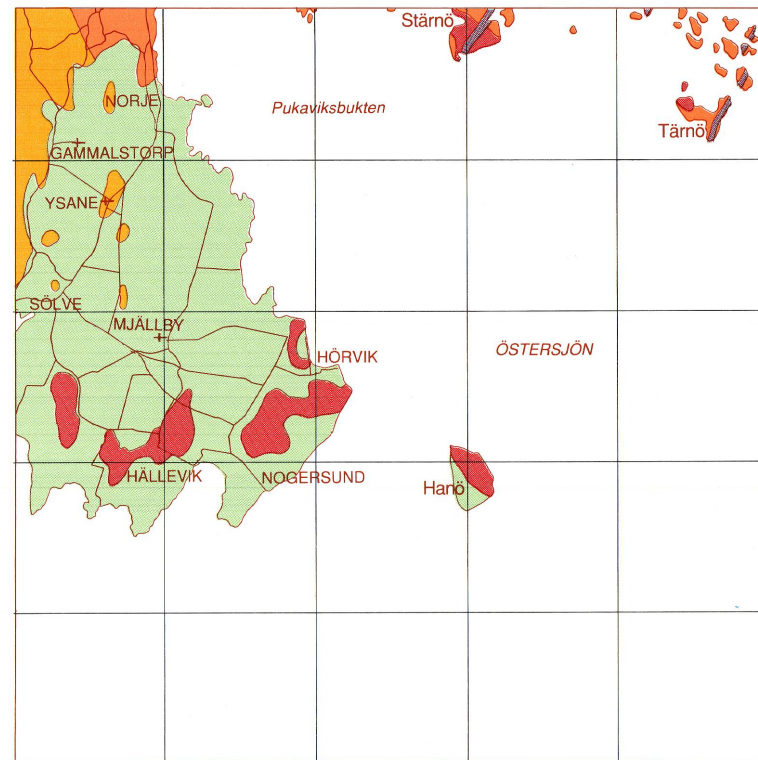 Stärnö
NORJE
Pukaviksbukten
Tärnö
GAMMALSTORP
YSANE
SÖLVE
MJÄLLBY
HÖRVIK
ÖSTERSJÖN
HÄLLEVIK
NOGERSUND
Hanö